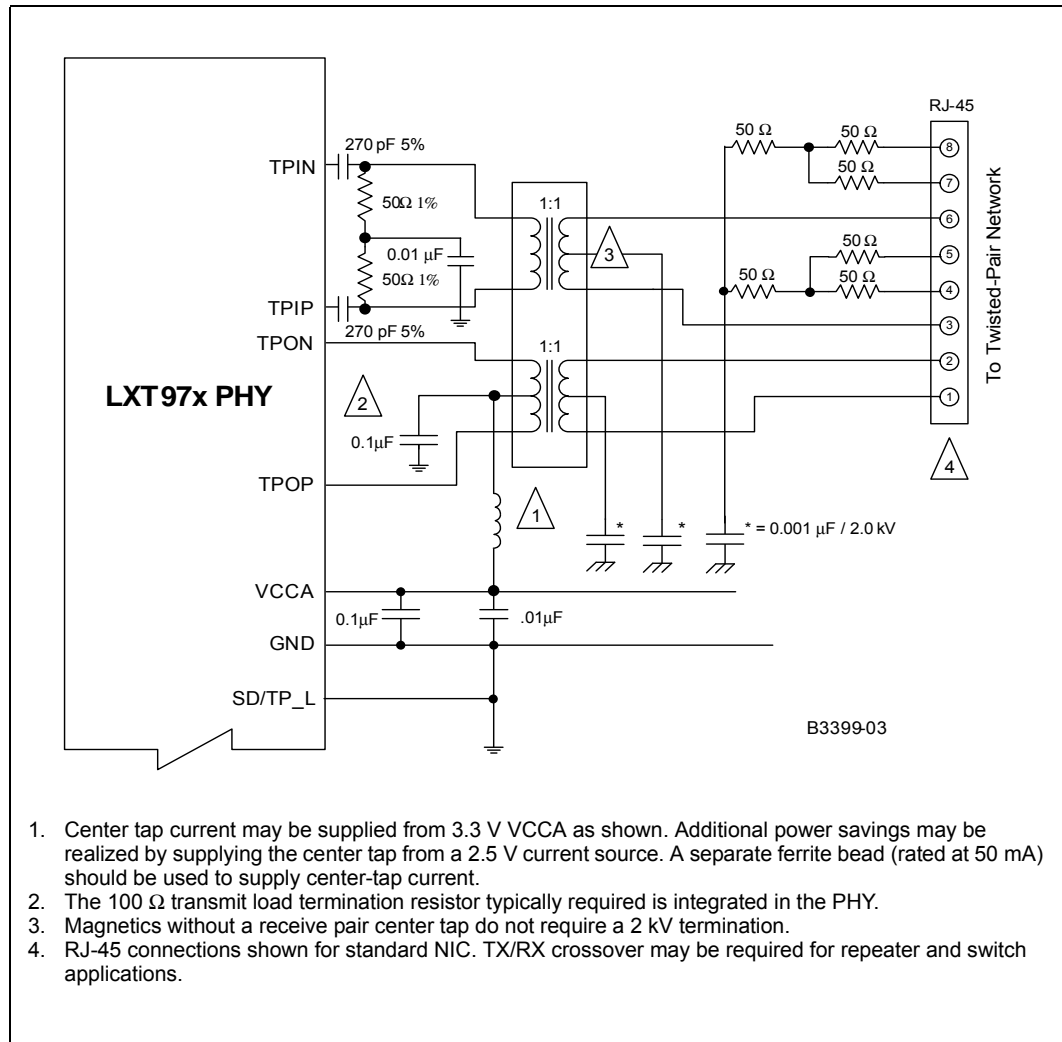 RJ-45
270 pF 5%
TPIN
50Ω 1%
0.01 µF
50Ω 1%
TPIP
270 pF 5%
TPON
LXT97x PHY
2
0.1µF
TPOP
1:1
3
1:1
1
50 Ω
50 Ω
50 Ω
50 Ω
50 Ω
50 Ω
8
7
6
5
4
3
2
1
To Twisted-Pair Network
4
*
*
* = 0.001 µF / 2.0 kV
VCCA
0.1µF
.01µF
GND
SD/TP_L
B3399-03
1. Center tap current may be supplied from 3.3 V VCCA as shown. Additional power savings may be
realized by supplying the center tap from a 2.5 V current source. A separate ferrite bead (rated at 50 mA)
should be used to supply center-tap current.
2. The 100 Ω transmit load termination resistor typically required is integrated in the PHY.
3. Magnetics without a receive pair center tap do not require a 2 kV termination.
4. RJ-45 connections shown for standard NIC. TX/RX crossover may be required for repeater and switch
applications.